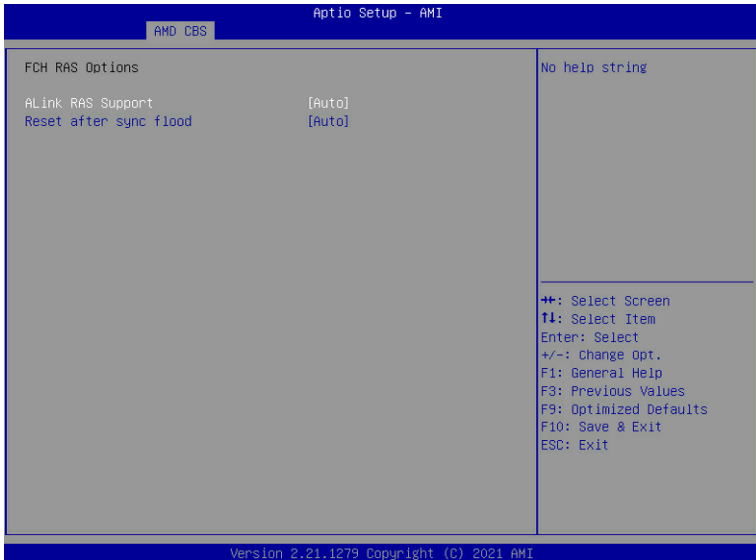 Aptio Setup – AMI
AMD CBS
FCH RAS Options
ALink RAS Support [Auto]
Reset after sync flood [Auto]
No help string
→←: Select Screen
↑↓: Select Item
Enter: Select
+/-: Change Opt.
F1: General Help
F3: Previous Values
F9: Optimized Defaults
F10: Save & Exit
ESC: Exit
Version 2.21.1279 Copyright (C) 2021 AMI